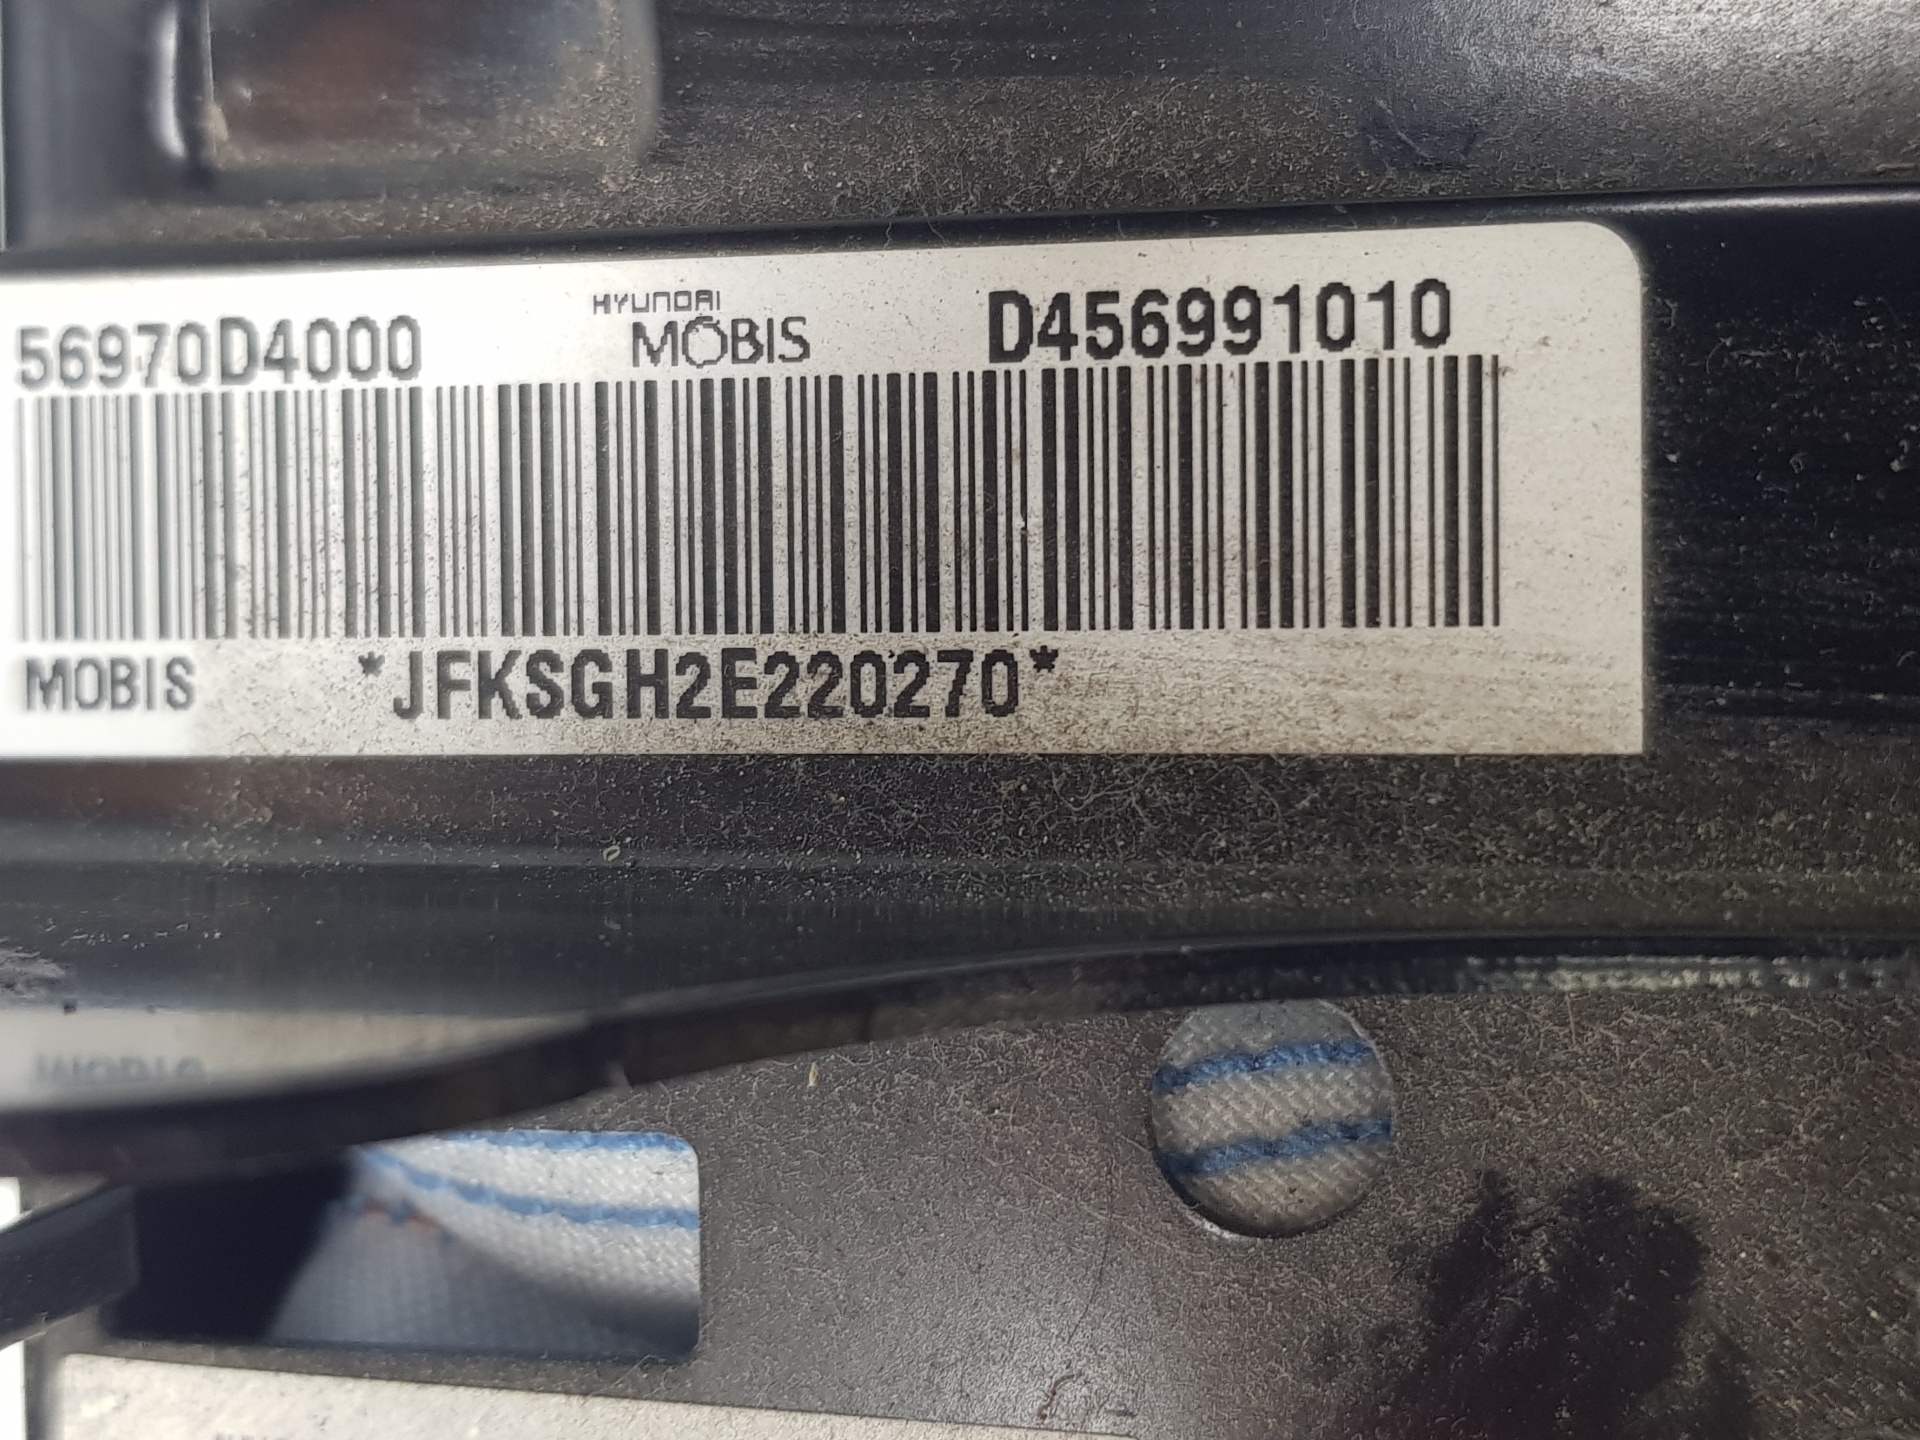 56970D4000 HYUNDAI MOBIS D456991010
MOBIS *JFKSGH2E220270*